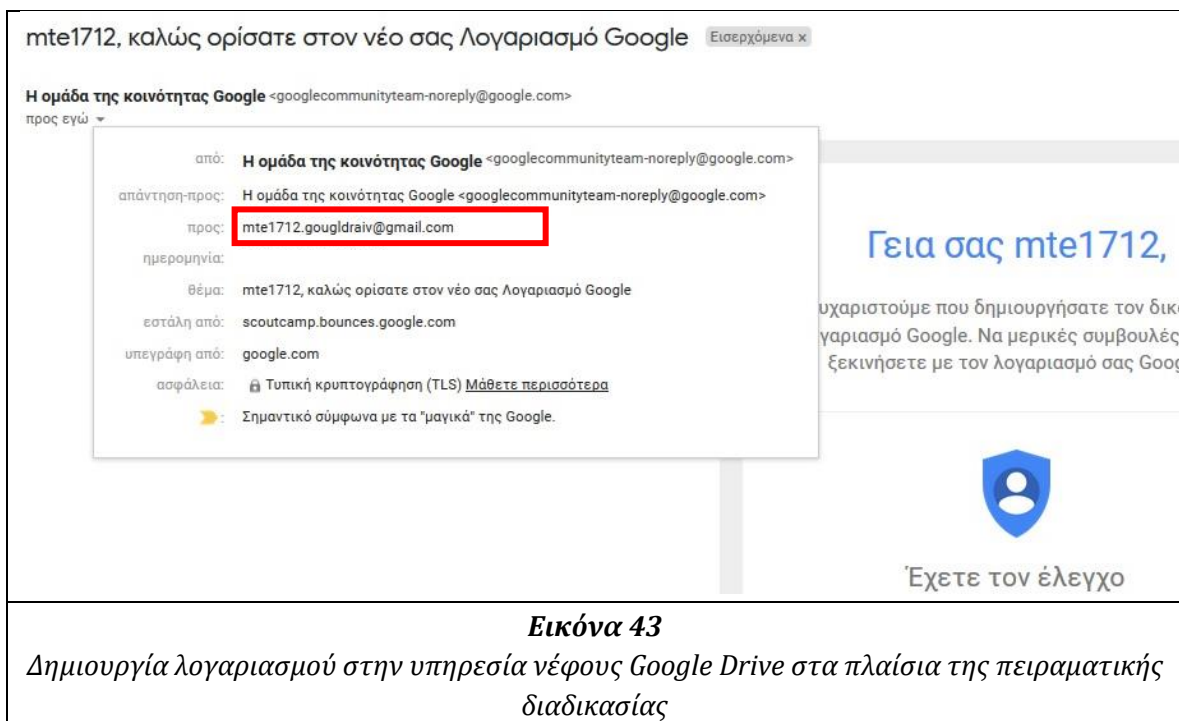 mte1712, καλώς ορίσατε στον νέο σας Λογαριασμό Google Εισερχόμενα x
Η ομάδα της κοινότητας Google <googlecommunityteam-noreply@google.com>
προς εγώ
από: Η ομάδα της κοινότητας Google <googlecommunityteam-noreply@google.com>
απάντηση-προς: Η ομάδα της κοινότητας Google <googlecommunityteam-noreply@google.com>
προς: mte1712.gougldraiv@gmail.com
ημερομηνία:
θέμα: mte1712, καλώς ορίσατε στον νέο σας Λογαριασμό Google
εστάλη από: scoutcamp.bounces.google.com
υπεγράφη από: google.com
ασφάλεια: Τυπική κρυπτογράφηση (TLS) Μάθετε περισσότερα
: Σημαντικό σύμφωνα με τα "μαγικά" της Google.
Γεια σας mte1712,
υχαριστούμε που δημιουργήσατε τον δικ
γαριασμό Google. Να μερικές συμβουλές
ξεκινήσετε με τον λογαριασμό σας Goog
Έχετε τον έλεγχο
Εικόνα 43
Δημιουργία λογαριασμού στην υπηρεσία νέφους Google Drive στα πλαίσια της πειραματικής
διαδικασίας